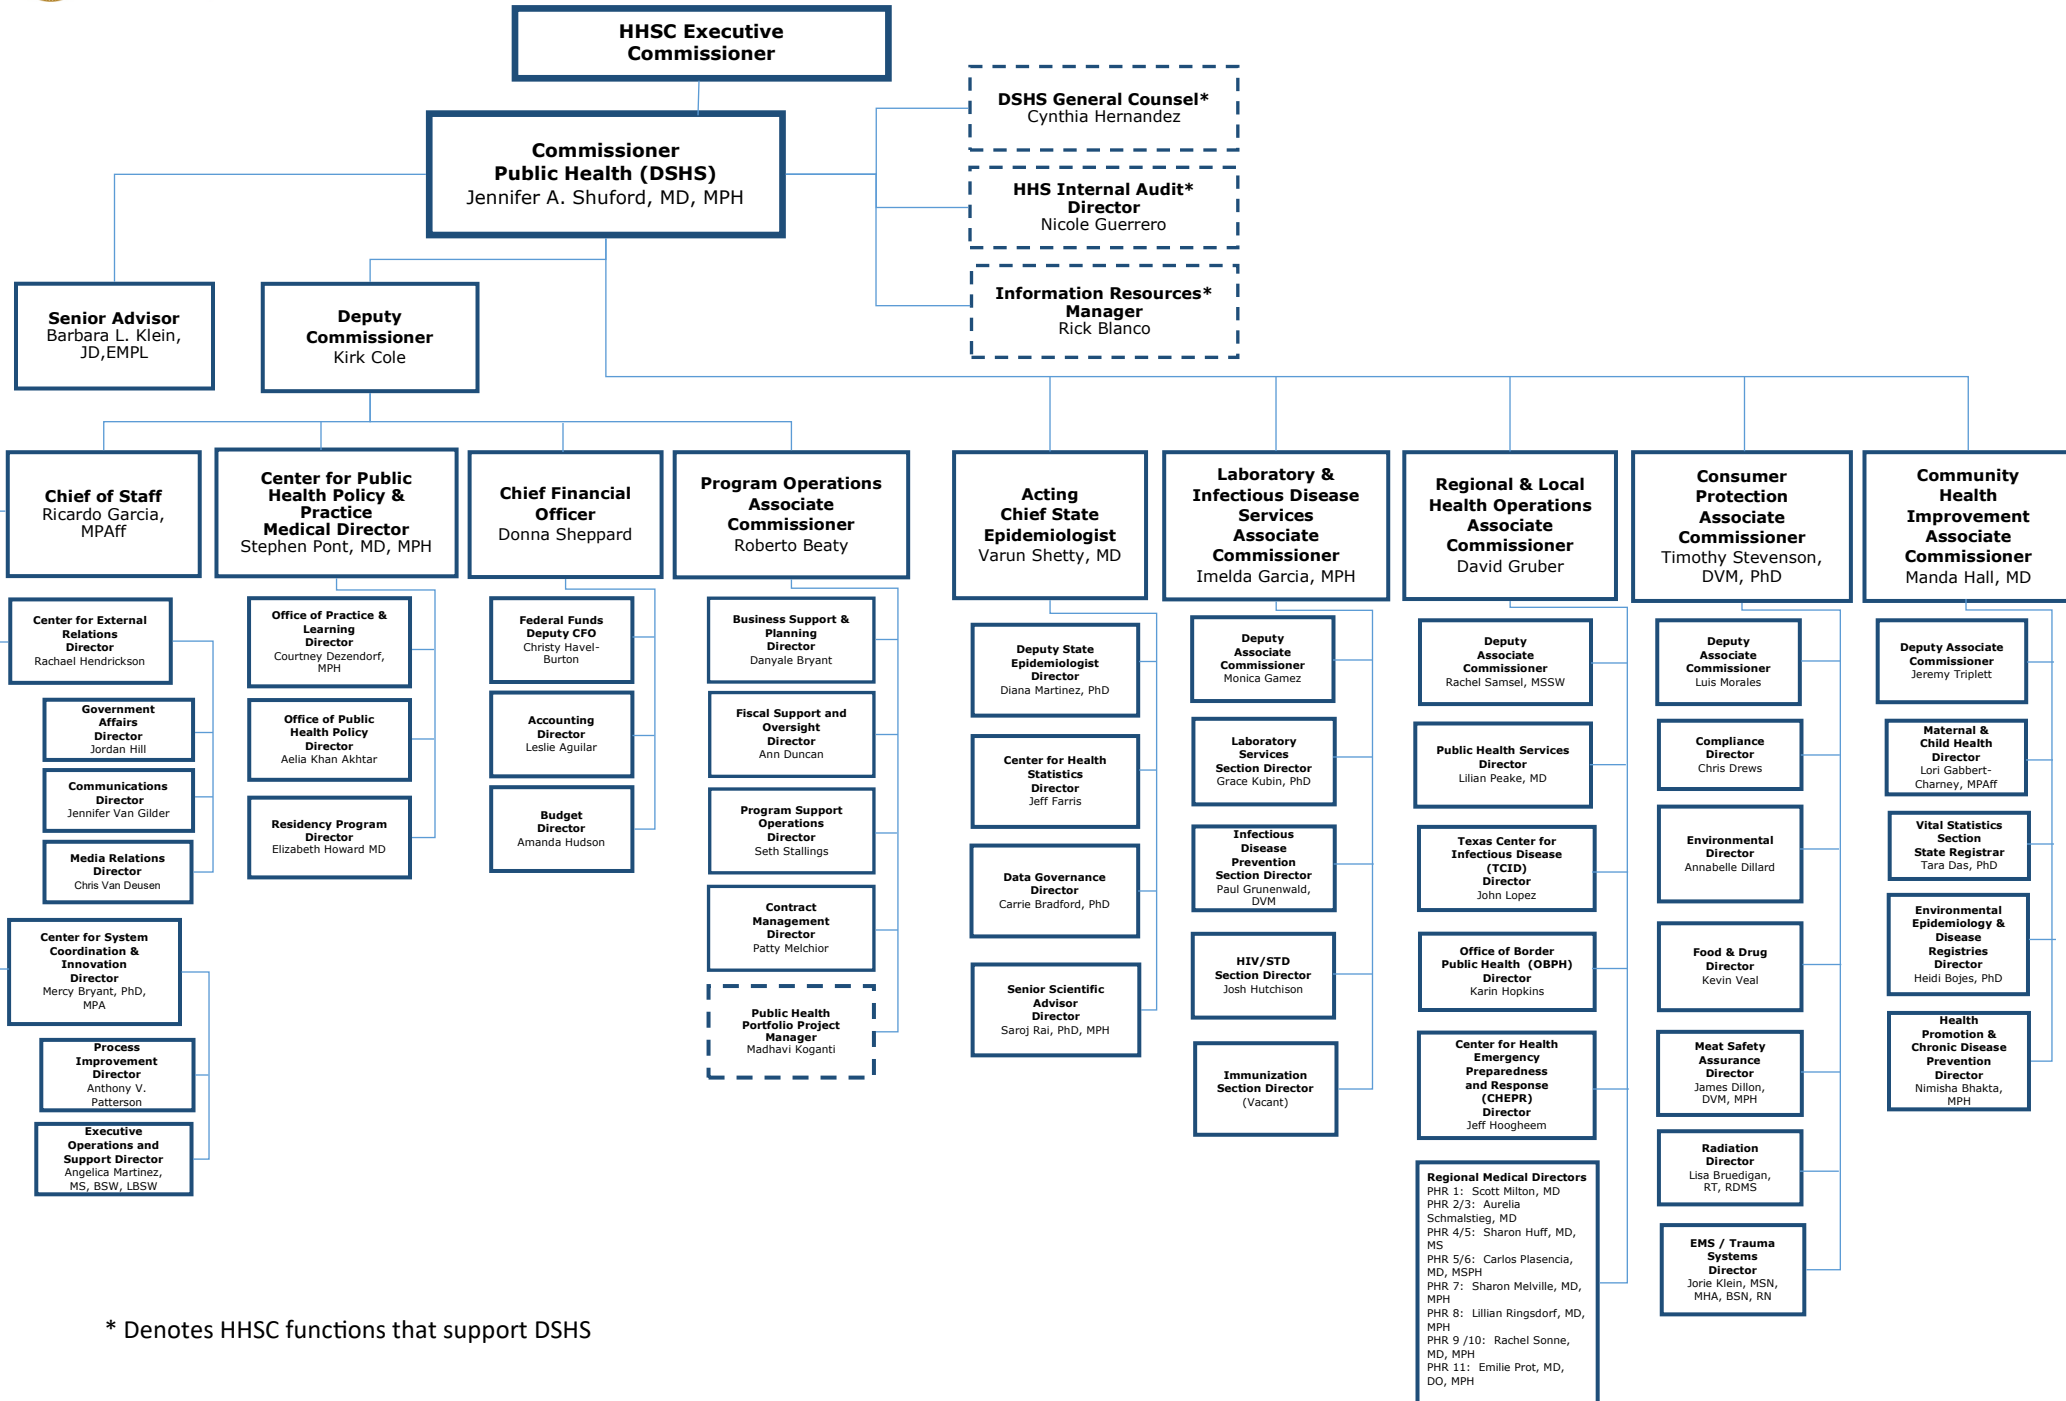 HHSC Executive
Commissioner
DSHS General Counsel*
Cynthia Hernandez
Commissioner
Public Health (DSHS)
Jennifer A. Shuford, MD, MPH
HHS Internal Audit*
Director
Nicole Guerrero
Information Resources*
Manager
Rick Blanco
Senior Advisor
Barbara L. Klein,
JD,EMPL
Deputy
Commissioner
Kirk Cole
Chief of Staff
Ricardo Garcia,
MPAff
Center for Public
Health Policy &
Practice
Medical Director
Stephen Pont, MD, MPH
Chief Financial
Officer
Donna Sheppard
Program Operations
Associate
Commissioner
Roberto Beaty
Acting
Chief State
Epidemiologist
Varun Shetty, MD
Laboratory &
Infectious Disease
Services
Associate
Commissioner
Imelda Garcia, MPH
Regional & Local
Health Operations
Associate
Commissioner
David Gruber
Consumer
Protection
Associate
Commissioner
Timothy Stevenson,
DVM, PhD
Community
Health
Improvement
Associate
Commissioner
Manda Hall, MD
Center for External
Relations
Director
Rachael Hendrickson
Government
Affairs
Director
Jordan Hill
Communications
Director
Jennifer Van Gilder
Media Relations
Director
Chris Van Deusen
Center for System
Coordination &
Innovation
Director
Mercy Bryant, PhD,
MPA
Process
Improvement
Director
Anthony V.
Patterson
Executive
Operations and
Support Director
Angelica Martinez,
MS, BSW, LBSW
Office of Practice &
Learning
Director
Courtney Dezendorf,
MPH
Office of Public
Health Policy
Director
Aelia Khan Akhtar
Residency Program
Director
Elizabeth Howard MD
Federal Funds
Deputy CFO
Christy Havel-
Burton
Accounting
Director
Leslie Aguilar
Budget
Director
Amanda Hudson
Business Support &
Planning
Director
Danyale Bryant
Fiscal Support and
Oversight
Director
Ann Duncan
Program Support
Operations
Director
Seth Stallings
Contract
Management
Director
Patty Melchior
Public Health
Portfolio Project
Manager
Madhavi Koganti
Deputy State
Epidemiologist
Director
Diana Martinez, PhD
Center for Health
Statistics
Director
Jeff Farris
Data Governance
Director
Carrie Bradford, PhD
Senior Scientific
Advisor
Director
Saroj Rai, PhD, MPH
Deputy
Associate
Commissioner
Monica Gamez
Laboratory
Services
Section Director
Grace Kubin, PhD
Infectious
Disease
Prevention
Section Director
Paul Grunenwald,
DVM
HIV/STD
Section Director
Josh Hutchison
Immunization
Section Director
(Vacant)
Deputy
Associate
Commissioner
Rachel Samsel, MSSW
Public Health Services
Director
Lilian Peake, MD
Texas Center for
Infectious Disease
(TCID)
Director
John Lopez
Office of Border
Public Health (OBPH)
Director
Karin Hopkins
Center for Health
Emergency
Preparedness
and Response
(CHEPR)
Director
Jeff Hoogheem
Regional Medical Directors
PHR 1: Scott Milton, MD
PHR 2/3: Aurelia
Schmalstieg, MD
PHR 4/5: Sharon Huff, MD,
MS
PHR 5/6: Carlos Plasencia,
MD, MSPH
PHR 7: Sharon Melville, MD,
MPH
PHR 8: Lillian Ringsdorf, MD,
MPH
PHR 9 /10: Rachel Sonne,
MD, MPH
PHR 11: Emilie Prot, MD,
DO, MPH
Deputy
Associate
Commissioner
Luis Morales
Compliance
Director
Chris Drews
Environmental
Director
Annabelle Dillard
Food & Drug
Director
Kevin Veal
Meat Safety
Assurance
Director
James Dillon,
DVM, MPH
Radiation
Director
Lisa Bruedigan,
RT, RDMS
EMS / Trauma
Systems
Director
Jorie Klein, MSN,
MHA, BSN, RN
Deputy Associate
Commissioner
Jeremy Triplett
Maternal &
Child Health
Director
Lori Gabbert-
Charney, MPAff
Vital Statistics
Section
State Registrar
Tara Das, PhD
Environmental
Epidemiology &
Disease
Registries
Director
Heidi Bojes, PhD
Health
Promotion &
Chronic Disease
Prevention
Director
Nimisha Bhakta,
MPH
* Denotes HHSC functions that support DSHS